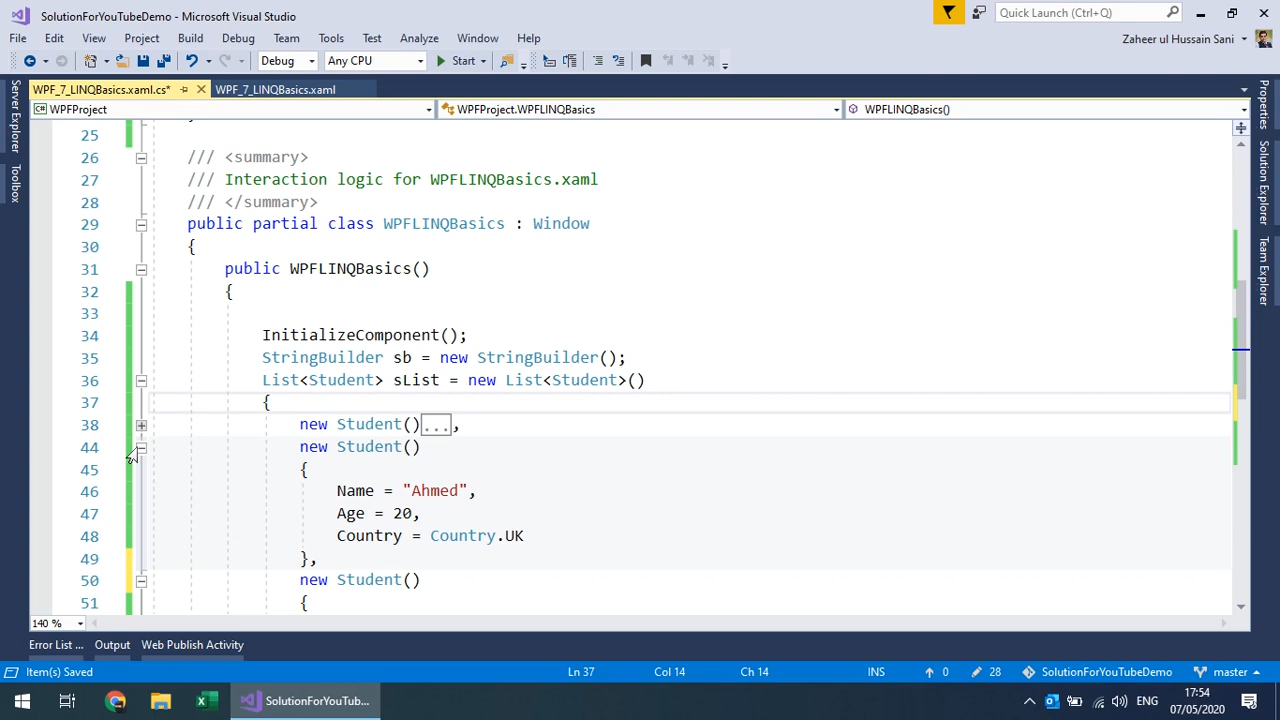 SolutionForYouTubeDemo - Microsoft Visual Studio
Quick Launch (Ctrl+Q)
File Edit View Project Build Debug Team Tools Test Analyze Window Help
Zaheer ul Hussain Sani
Debug Any CPU Start
WPF_7_LINQBasics.xaml.cs* WPF_7_LINQBasics.xaml
WPFProject WPFProject.WPFLINQBasics WPFLINQBasics()
Server Explorer
Toolbox
Properties
Solution Explorer
Team Explorer
25
26 /// <summary>
27 /// Interaction logic for WPFLINQBasics.xaml
28 /// </summary>
29 public partial class WPFLINQBasics : Window
30 {
31 public WPFLINQBasics()
32 {
33
34 InitializeComponent();
35 StringBuilder sb = new StringBuilder();
36 List<Student> sList = new List<Student>()
37 {
38 new Student()...,
44 new Student()
45 {
46 Name = "Ahmed",
47 Age = 20,
48 Country = Country.UK
49 },
50 new Student()
51 {
140 %
Error List ... Output Web Publish Activity
Item(s) Saved Ln 37 Col 14 Ch 14 INS 0 28 SolutionForYouTubeDemo master
SolutionForYouTub... ENG 17:54
07/05/2020